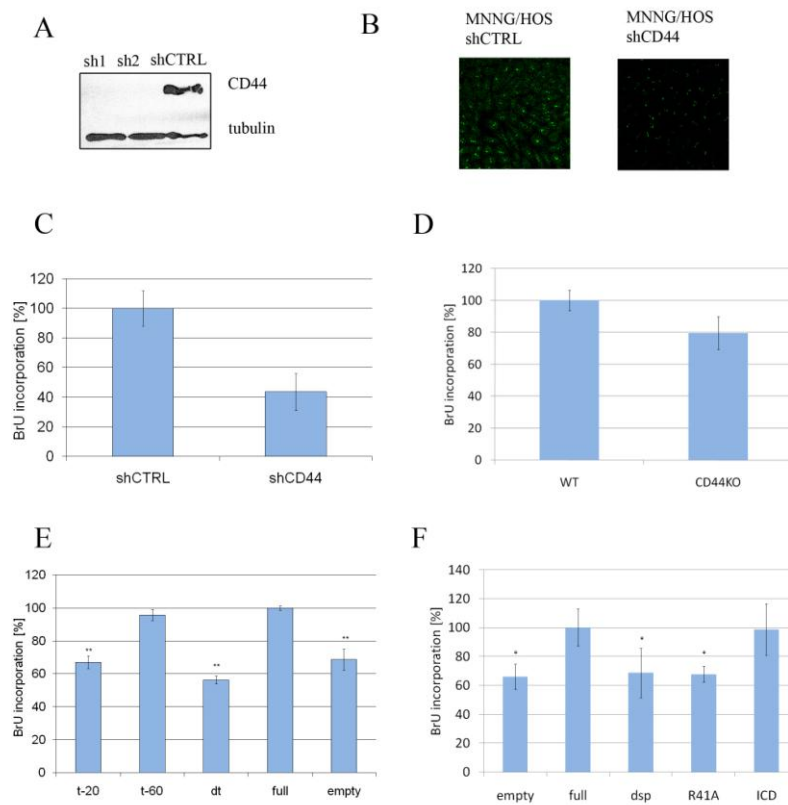 A
sh1 sh2 shCTRL
CD44
tubulin
B
MNNG/HOS
shCTRL
MNNG/HOS
shCD44
C
BrU incorporation [%]
120
100
80
60
40
20
0
shCTRL
shCD44
D
BrU incorporation [%]
120
100
80
60
40
20
0
WT
CD44KO
E
BrU incorporation [%]
120
100
80
60
40
20
0
**
**
**
t-20
t-60
dt
full
empty
F
BrU incorporation [%]
140
120
100
80
60
40
20
0
*
*
*
empty
full
dsp
R41A
ICD